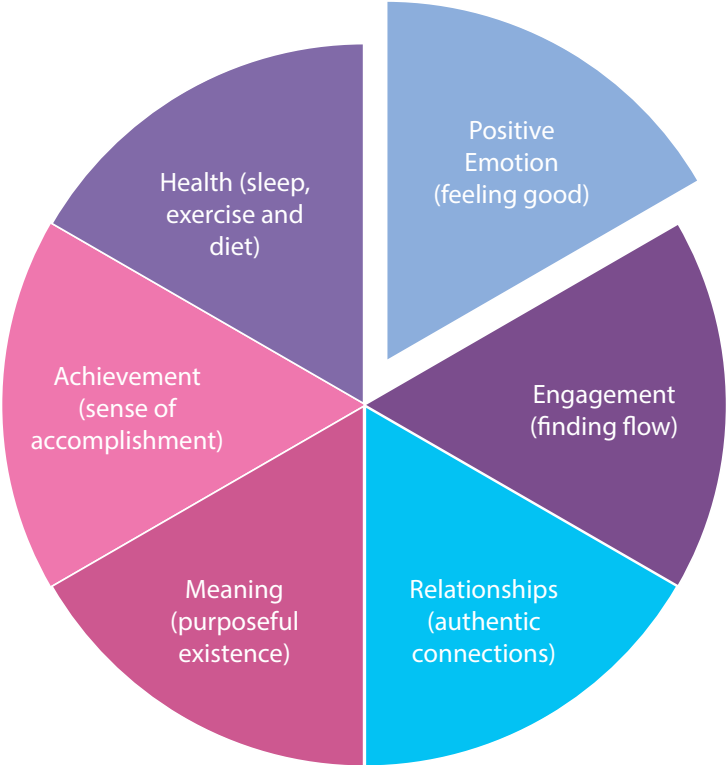 Positive
Emotion
(feeling good)
Engagement
(finding flow)
Relationships
(authentic
connections)
Meaning
(purposeful
existence)
Achievement
(sense of
accomplishment)
Health (sleep,
exercise and
diet)